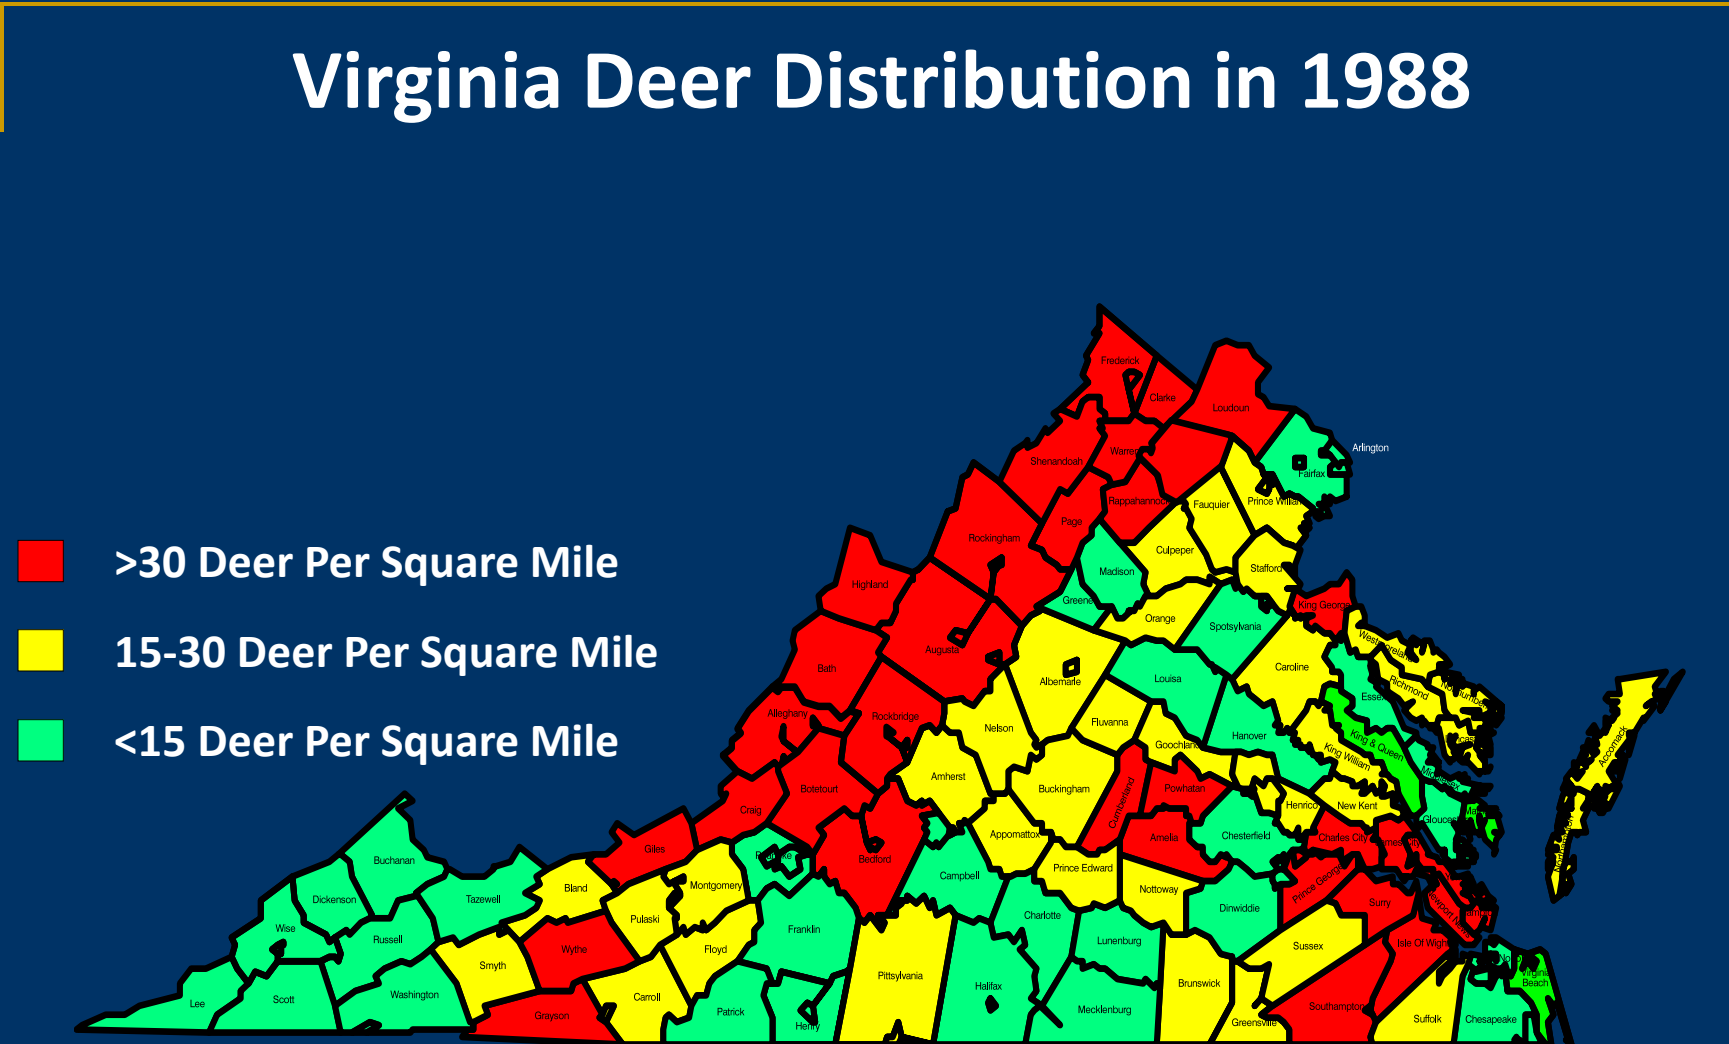 Virginia Deer Distribution in 1988
>30 Deer Per Square Mile
15-30 Deer Per Square Mile
<15 Deer Per Square Mile
Frederick
Clarke
Loudoun
Arlington
Shenandoah
Warren
Fairfax
Rappahannock
Fauquier
Page
Rockingham
Culpeper
Madison
Stafford
Highland
Greene
King George
Orange
Spotsylvania
Augusta
Bath
Albemarle
Louisa
Caroline
Westmoreland
Richmond
Essex
Alleghany
Rockbridge
Nelson
Fluvanna
Goochland
Hanover
King & Queen
King William
Accomack
Amherst
Buckingham
Cumberland
Powhatan
Botetourt
Craig
Henrico
New Kent
Middlesex
Appomattox
Amelia
Chesterfield
Charles City
Giles
Bedford
Buchanan
Prince Edward
Campbell
Bland
Montgomery
Nottoway
Prince George
Dickenson
Tazewell
Pulaski
Charlotte
Dinwiddie
Surry
Newport News
Wise
Russell
Wythe
Floyd
Franklin
Lunenburg
Sussex
Isle Of Wight
Smyth
Pittsylvania
Halifax
Brunswick
Virginia
Beach
Lee
Scott
Washington
Carroll
Patrick
Mecklenburg
Southampton
Grayson
Henry
Greensville
Suffolk
Chesapeake